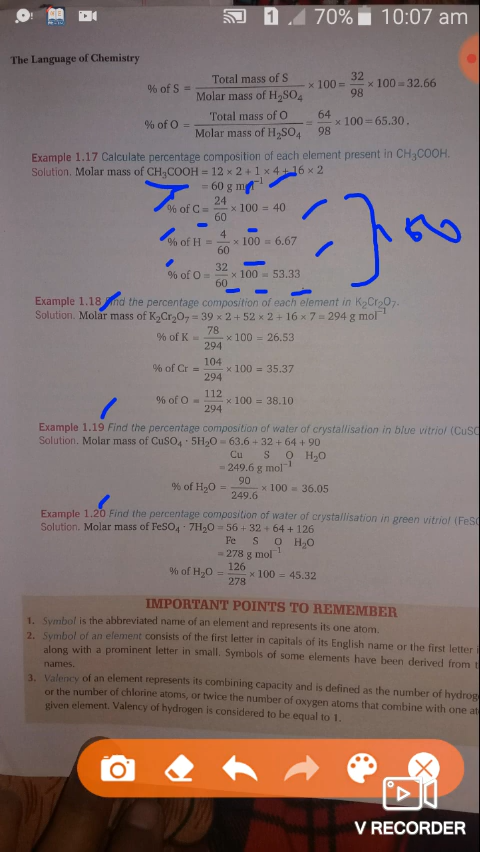 1 70% 10:07 am
The Language of Chemistry
% of S = Total mass of S / Molar mass of H₂SO₄ × 100 = 32/98 × 100 = 32.66
% of O = Total mass of O / Molar mass of H₂SO₄ = 64/98 × 100 = 65.30.
Example 1.17 Calculate percentage composition of each element present in CH₃COOH.
Solution. Molar mass of CH₃COOH = 12 × 2 + 1 × 4 + 16 × 2
= 60 g m⁻¹
% of C = 24/60 × 100 = 40
% of H = 4/60 × 100 = 6.67
% of O = 32/60 × 100 = 53.33
Example 1.18 Find the percentage composition of each element in K₂Cr₂O₇.
Solution. Molar mass of K₂Cr₂O₇ = 39 × 2 + 52 × 2 + 16 × 7 = 294 g mol⁻¹
% of K = 78/294 × 100 = 26.53
% of Cr = 104/294 × 100 = 35.37
% of O = 112/294 × 100 = 38.10
Example 1.19 Find the percentage composition of water of crystallisation in blue vitriol (CuSO
Solution. Molar mass of CuSO₄ · 5H₂O = 63.6 + 32 + 64 + 90
Cu S O H₂O
= 249.6 g mol⁻¹
% of H₂O = 90/249.6 × 100 = 36.05
Example 1.20 Find the percentage composition of water of crystallisation in green vitriol (FeS
Solution. Molar mass of FeSO₄ · 7H₂O = 56 + 32 + 64 + 126
Fe S O H₂O
= 278 g mol⁻¹
% of H₂O = 126/278 × 100 = 45.32
IMPORTANT POINTS TO REMEMBER
1. Symbol is the abbreviated name of an element and represents its one atom.
2. Symbol of an element consists of the first letter in capitals of its English name or the first letter
along with a prominent letter in small. Symbols of some elements have been derived from
names.
3. Valency of an element represents its combining capacity and is defined as the number of hydrog
or the number of chlorine atoms, or twice the number of oxygen atoms that combine with one at
given element. Valency of hydrogen is considered to be equal to 1.
V RECORDER